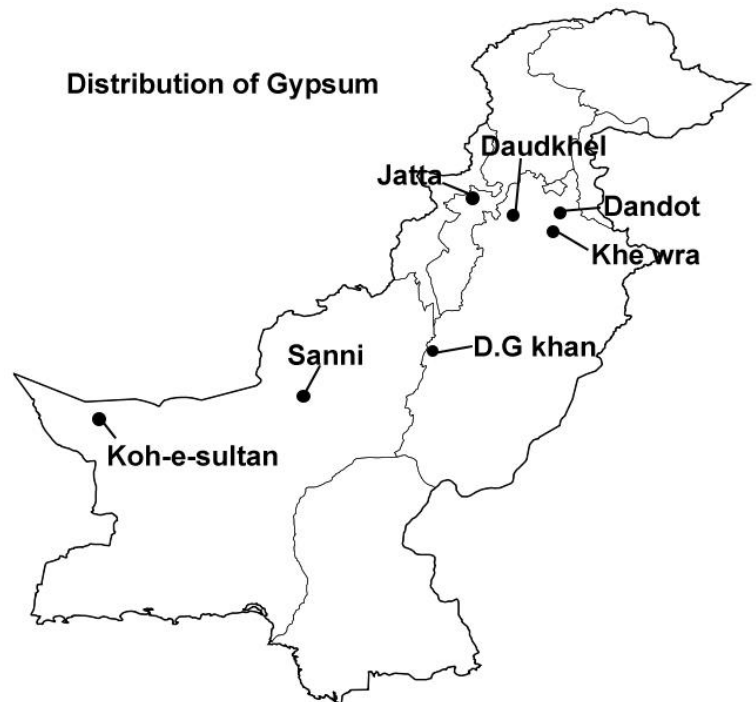 Distribution of Gypsum
Daudkhel
Jatta
Dandot
Khe wra
D.G khan
Sanni
Koh-e-sultan